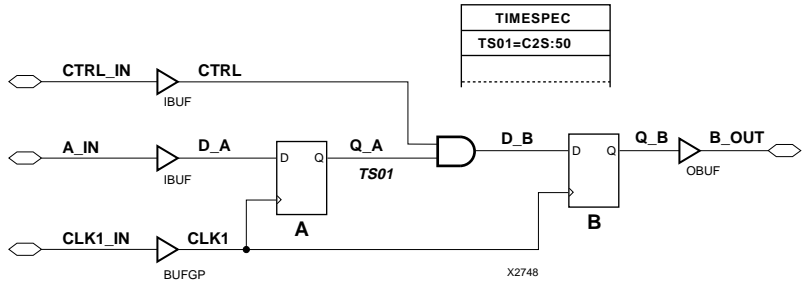 TIMESPEC
TS01=C2S:50
CTRL_IN
CTRL
IBUF
A_IN
D_A
Q_A
D_B
Q_B
B_OUT
D Q
D Q
IBUF
TS01
OBUF
A
B
CLK1_IN
CLK1
BUFGP
X2748